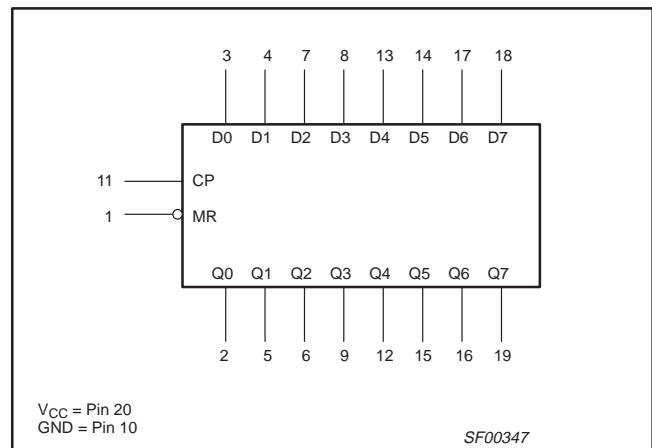 3 4 7 8 13 14 17 18
D0 D1 D2 D3 D4 D5 D6 D7
11 CP
1 MR
Q0 Q1 Q2 Q3 Q4 Q5 Q6 Q7
2 5 6 9 12 15 16 19
VCC = Pin 20
GND = Pin 10
SF00347